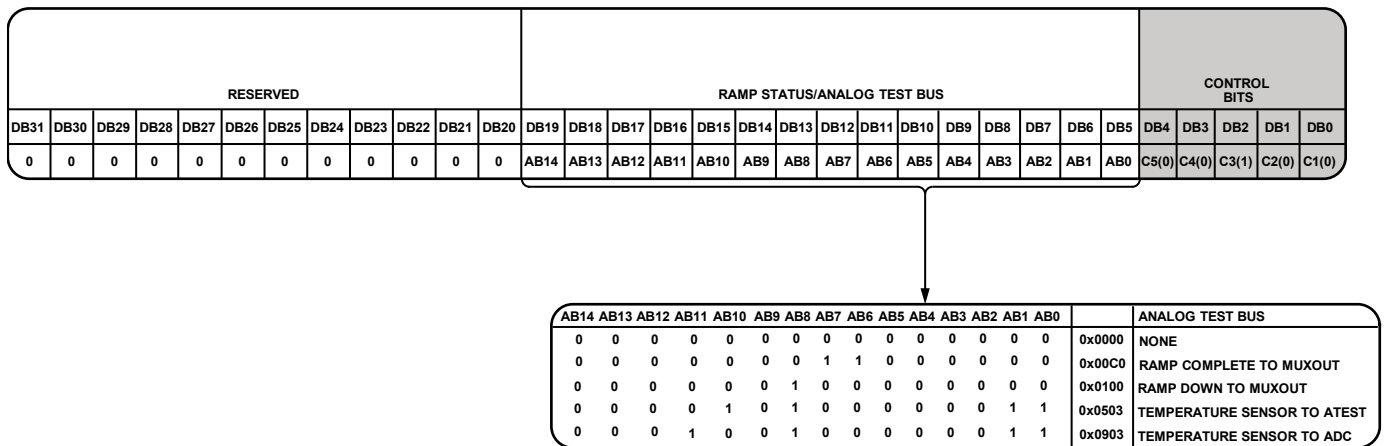 RESERVED RAMP STATUS/ANALOG TEST BUS CONTROL
BITS
DB31 DB30 DB29 DB28 DB27 DB26 DB25 DB24 DB23 DB22 DB21 DB20 DB19 DB18 DB17 DB16 DB15 DB14 DB13 DB12 DB11 DB10 DB9 DB8 DB7 DB6 DB5 DB4 DB3 DB2 DB1 DB0
0 0 0 0 0 0 0 0 0 0 0 0 AB14 AB13 AB12 AB11 AB10 AB9 AB8 AB7 AB6 AB5 AB4 AB3 AB2 AB1 AB0 C5(0) C4(0) C3(1) C2(0) C1(0)
AB14 AB13 AB12 AB11 AB10 AB9 AB8 AB7 AB6 AB5 AB4 AB3 AB2 AB1 AB0 ANALOG TEST BUS
0 0 0 0 0 0 0 0 0 0 0 0 0 0 0 0x0000 NONE
0 0 0 0 0 0 0 1 1 0 0 0 0 0 0 0x00C0 RAMP COMPLETE TO MUXOUT
0 0 0 0 0 0 1 0 0 0 0 0 0 0 0 0x0100 RAMP DOWN TO MUXOUT
0 0 0 0 1 0 1 0 0 0 0 0 0 1 1 0x0503 TEMPERATURE SENSOR TO ATEST
0 0 0 1 0 0 1 0 0 0 0 0 0 1 1 0x0903 TEMPERATURE SENSOR TO ADC